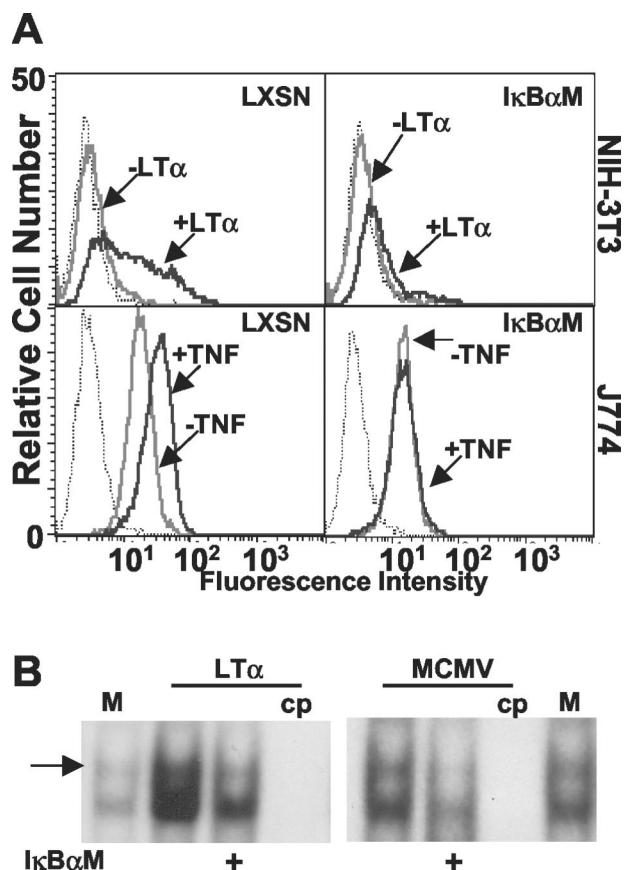 A
50
LXSN
IκBαM
-LTα
-LTα
+LTα
+LTα
NIH-3T3
LXSN
IκBαM
+TNF
-TNF
-TNF
+TNF
J774
Relative Cell Number
0
10¹ 10² 10³ 10¹ 10² 10³
Fluorescence Intensity
B
LTα MCMV
M cp cp M
IκBαM + +